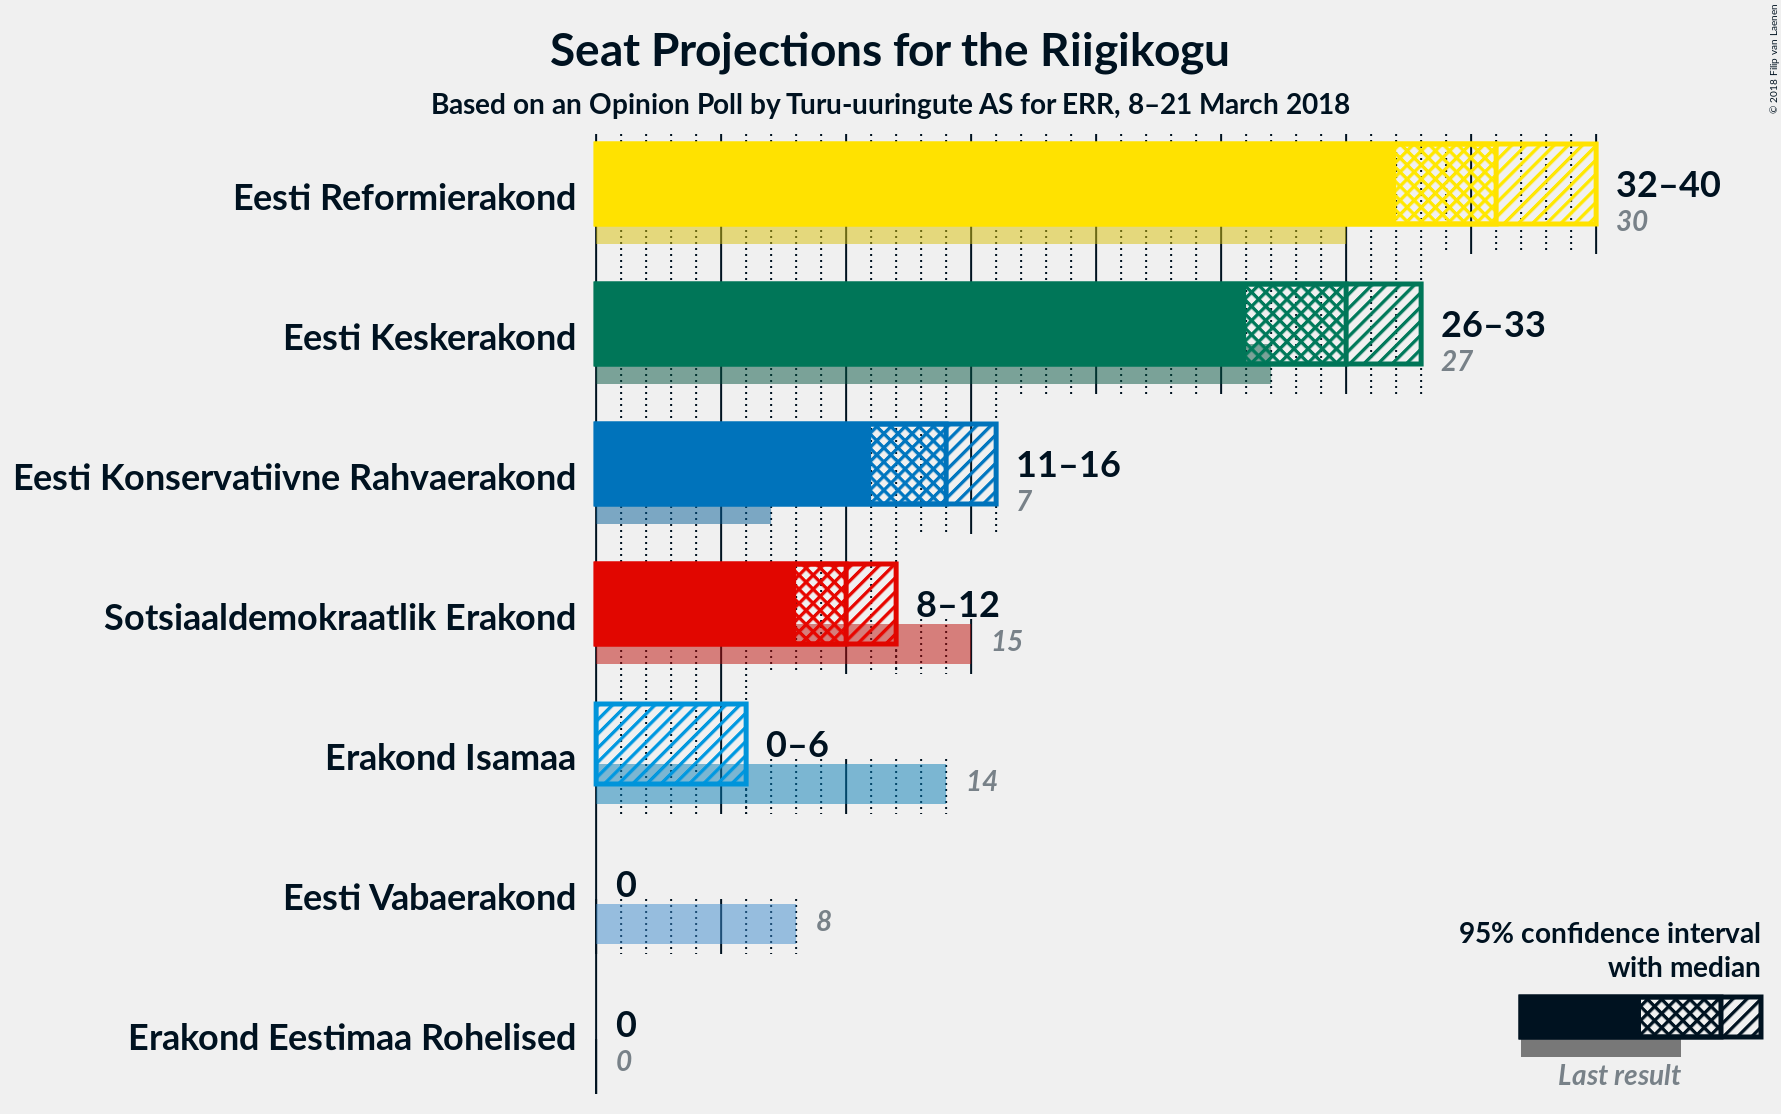 Seat Projections for the Riigikogu
Based on an Opinion Poll by Turu-uuringute AS for ERR, 8–21 March 2018
© 2018 Filip van Laenen
Eesti Reformierakond
32–40
30
Eesti Keskerakond
26–33
27
Eesti Konservatiivne Rahvaerakond
11–16
7
Sotsiaaldemokraatlik Erakond
8–12
15
Erakond Isamaa
0–6
14
Eesti Vabaerakond
0
8
Erakond Eestimaa Rohelised
0
0
95% confidence interval
with median
Last result